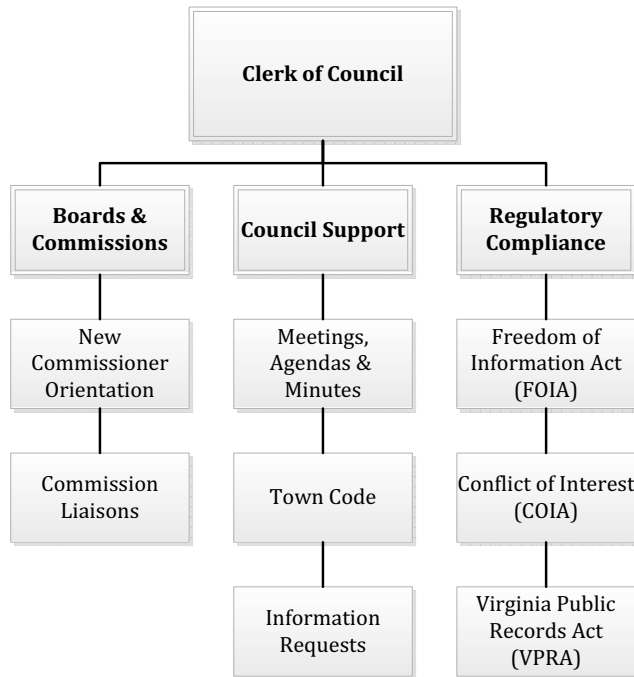 Clerk of Council
Boards &
Commissions
Council Support
Regulatory
Compliance
New
Commissioner
Orientation
Meetings,
Agendas &
Minutes
Freedom of
Information Act
(FOIA)
Commission
Liaisons
Town Code
Conflict of Interest
(COIA)
Information
Requests
Virginia Public
Records Act
(VPRA)